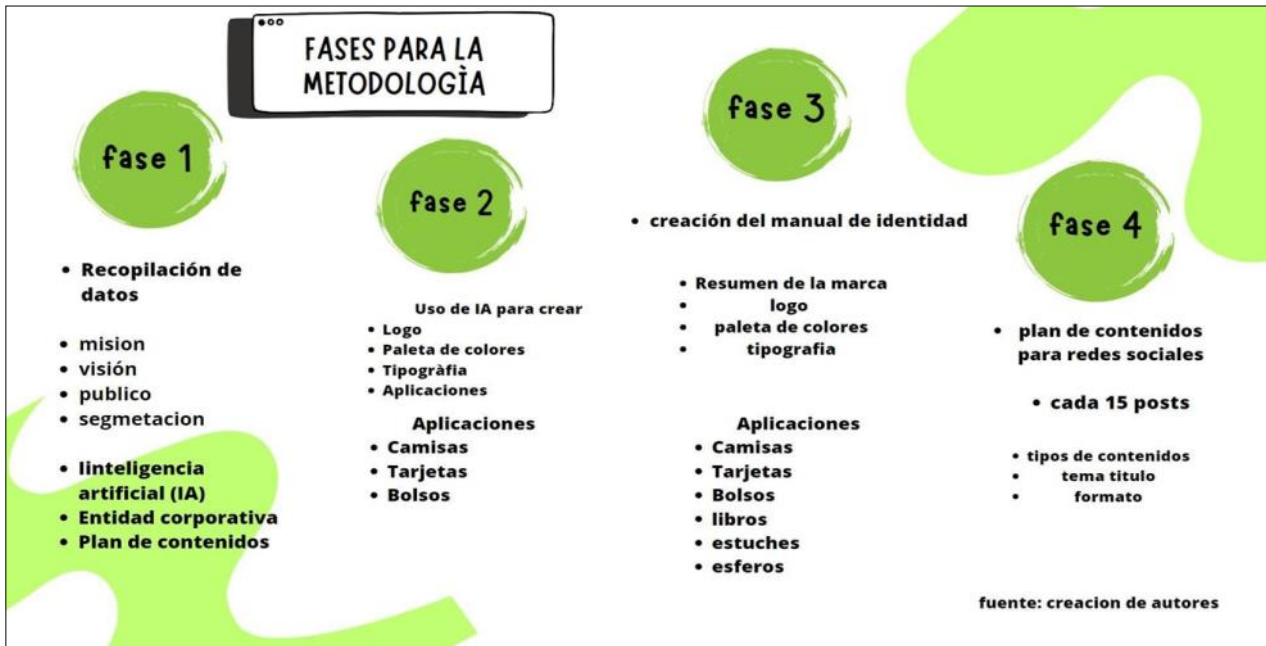 FASES PARA LA
METODOLOGÌA
fase 1
• Recopilación de
datos
• mision
• visión
• publico
• segmetacion
• Iinteligencia
artificial (IA)
• Entidad corporativa
• Plan de contenidos
fase 2
Uso de IA para crear
• Logo
• Paleta de colores
• Tipogràfia
• Aplicaciones
Aplicaciones
• Camisas
• Tarjetas
• Bolsos
fase 3
• creación del manual de identidad
• Resumen de la marca
• logo
• paleta de colores
• tipografia
Aplicaciones
• Camisas
• Tarjetas
• Bolsos
• libros
• estuches
• esferos
fase 4
• plan de contenidos
para redes sociales
• cada 15 posts
• tipos de contenidos
• tema titulo
• formato
fuente: creacion de autores